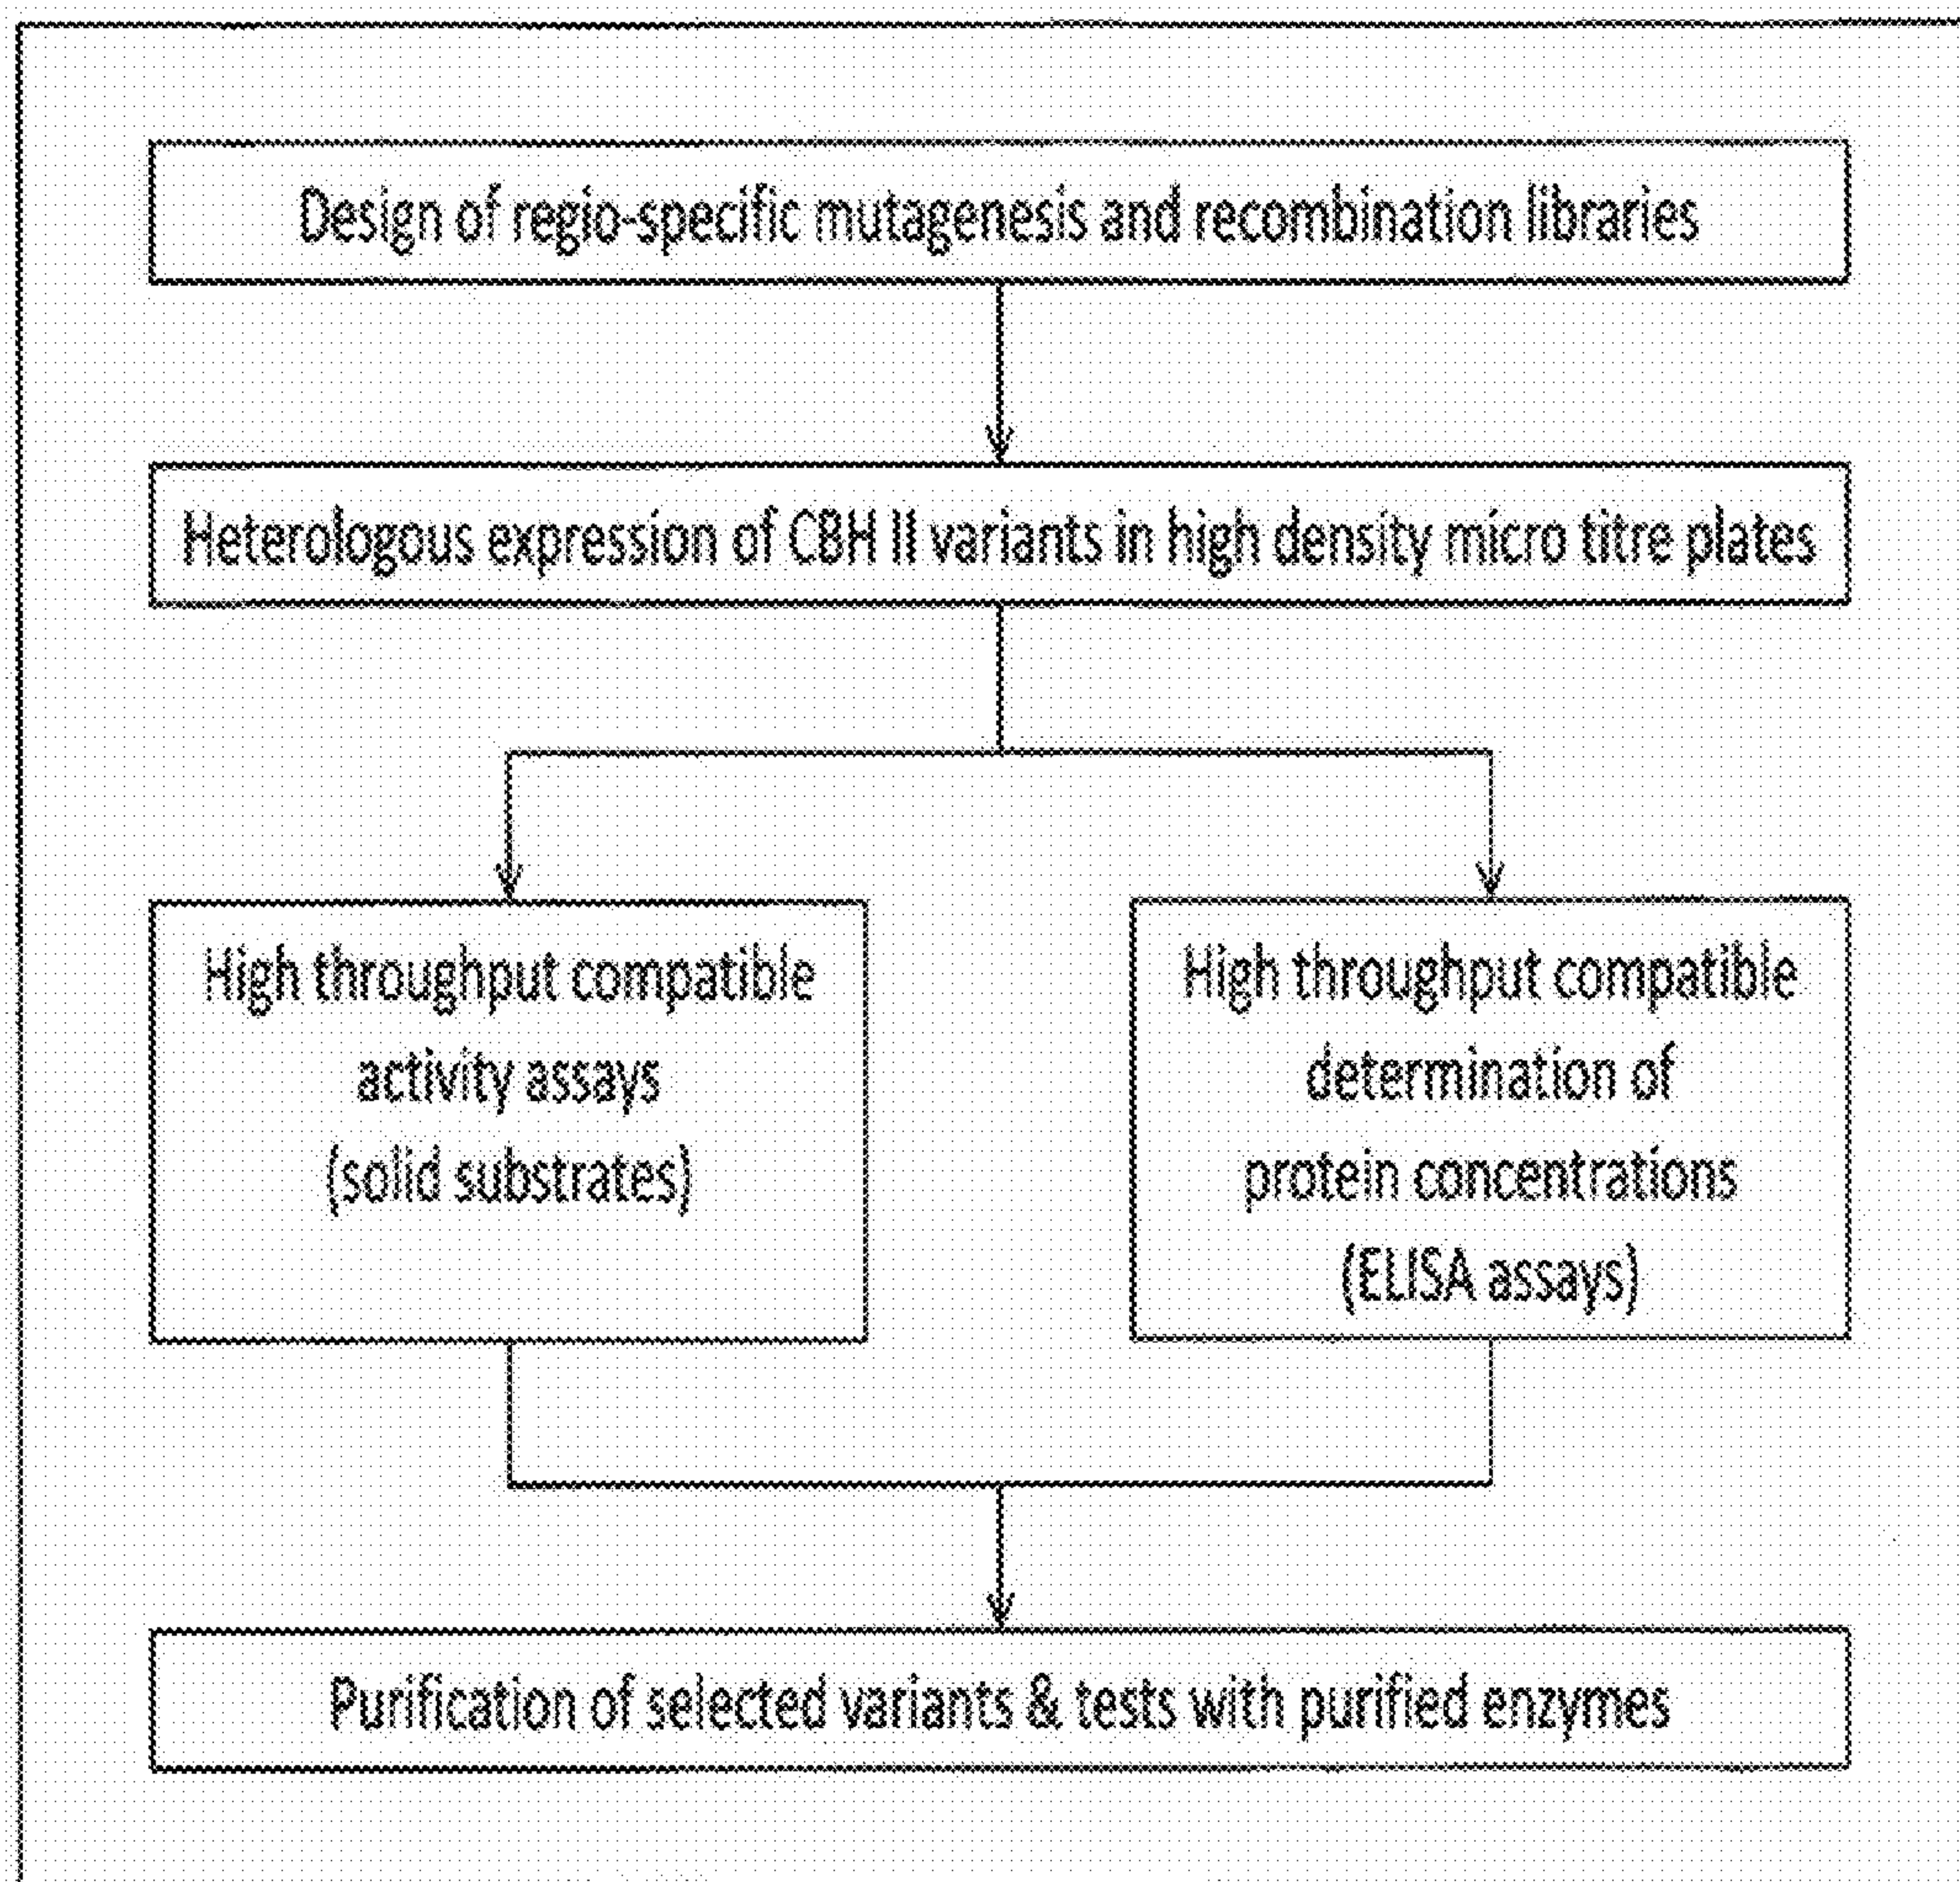 Design of regio-specific mutagenesis and recombination libraries
Heterologous expression of CBH II variants in high density micro titre plates
High throughput compatible
activity assays
(solid substrates)
High throughput compatible
determination of
protein concentrations
(ELISA assays)
Purification of selected variants & tests with purified enzymes